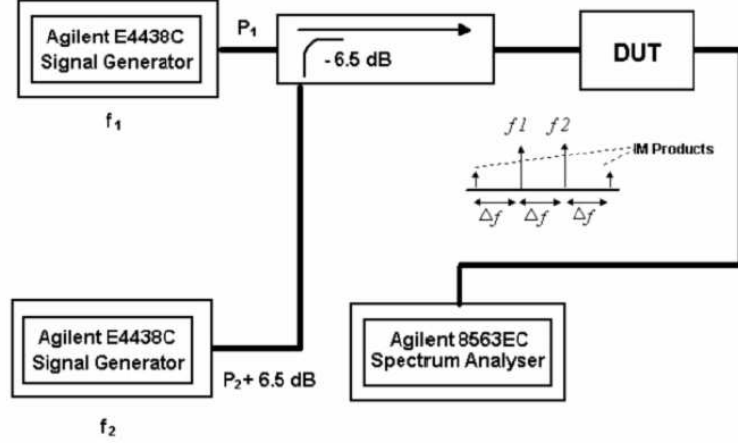 Agilent E4438C
Signal Generator
P₁
- 6.5 dB
DUT
f₁
f1 f2
IM Products
Δf Δf Δf
Agilent E4438C
Signal Generator
P₂+ 6.5 dB
f₂
Agilent 8563EC
Spectrum Analyser